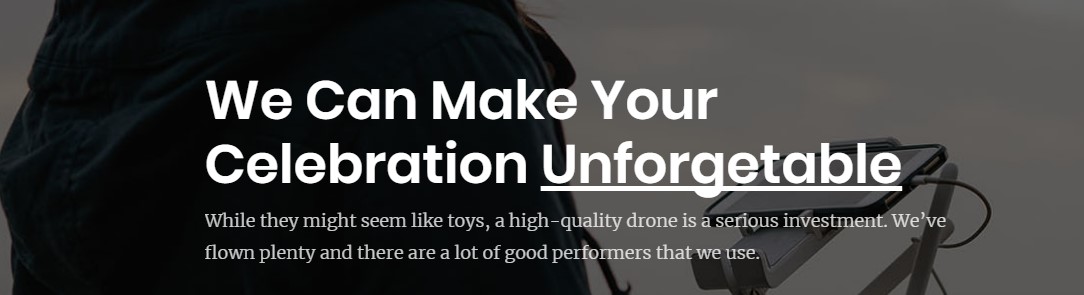 We Can Make Your
Celebration Unforgetable
While they might seem like toys, a high-quality drone is a serious investment. We’ve
flown plenty and there are a lot of good performers that we use.